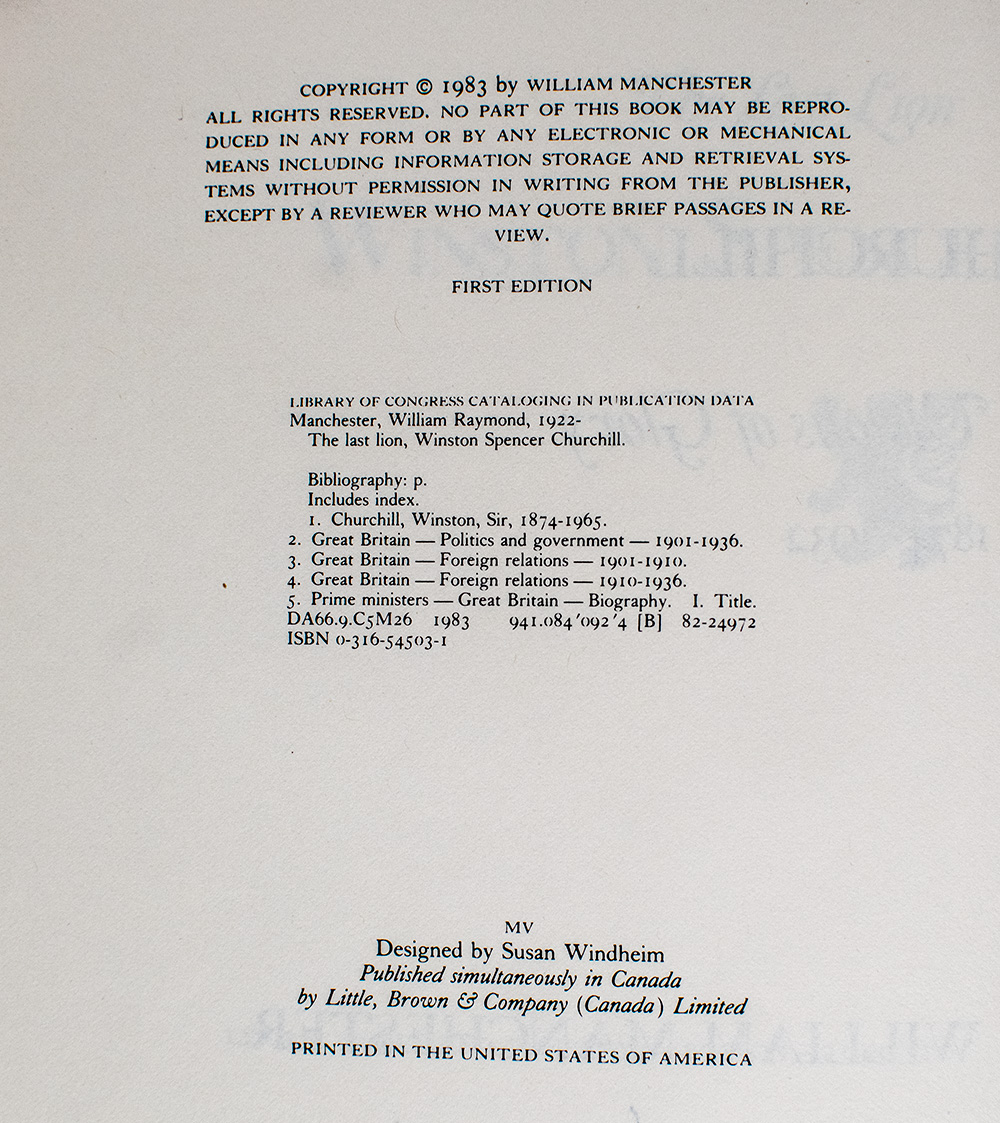 COPYRIGHT © 1983 by WILLIAM MANCHESTER
ALL RIGHTS RESERVED. NO PART OF THIS BOOK MAY BE REPRO-
DUCED IN ANY FORM OR BY ANY ELECTRONIC OR MECHANICAL
MEANS INCLUDING INFORMATION STORAGE AND RETRIEVAL SYS-
TEMS WITHOUT PERMISSION IN WRITING FROM THE PUBLISHER,
EXCEPT BY A REVIEWER WHO MAY QUOTE BRIEF PASSAGES IN A RE-
VIEW.
FIRST EDITION
LIBRARY OF CONGRESS CATALOGING IN PUBLICATION DATA
Manchester, William Raymond, 1922-
The last lion, Winston Spencer Churchill.
Bibliography: p.
Includes index.
1. Churchill, Winston, Sir, 1874-1965.
2. Great Britain — Politics and government — 1901-1936.
3. Great Britain — Foreign relations — 1901-1910.
4. Great Britain — Foreign relations — 1910-1936.
5. Prime ministers — Great Britain — Biography. I. Title.
DA66.9.C5M26 1983 941.084'092'4 [B] 82-24972
ISBN 0-316-54503-1
MV
Designed by Susan Windheim
Published simultaneously in Canada
by Little, Brown & Company (Canada) Limited
PRINTED IN THE UNITED STATES OF AMERICA